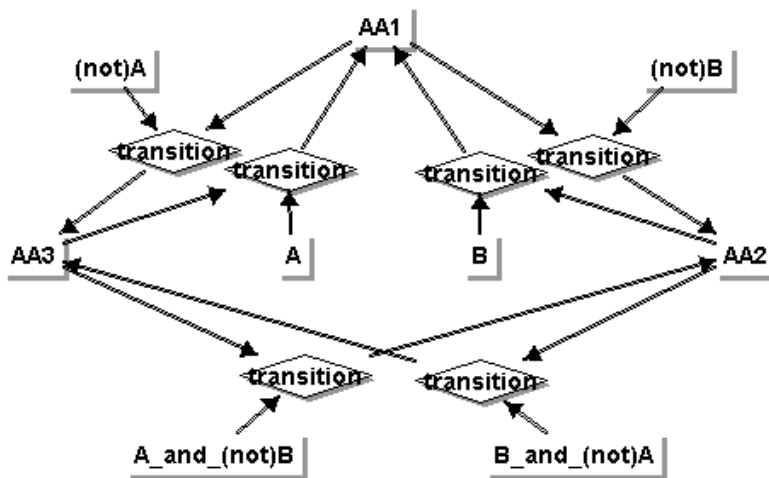 AA1
(not)A
(not)B
transition
transition
transition
transition
AA3
A
B
AA2
transition
transition
A_and_(not)B
B_and_(not)A